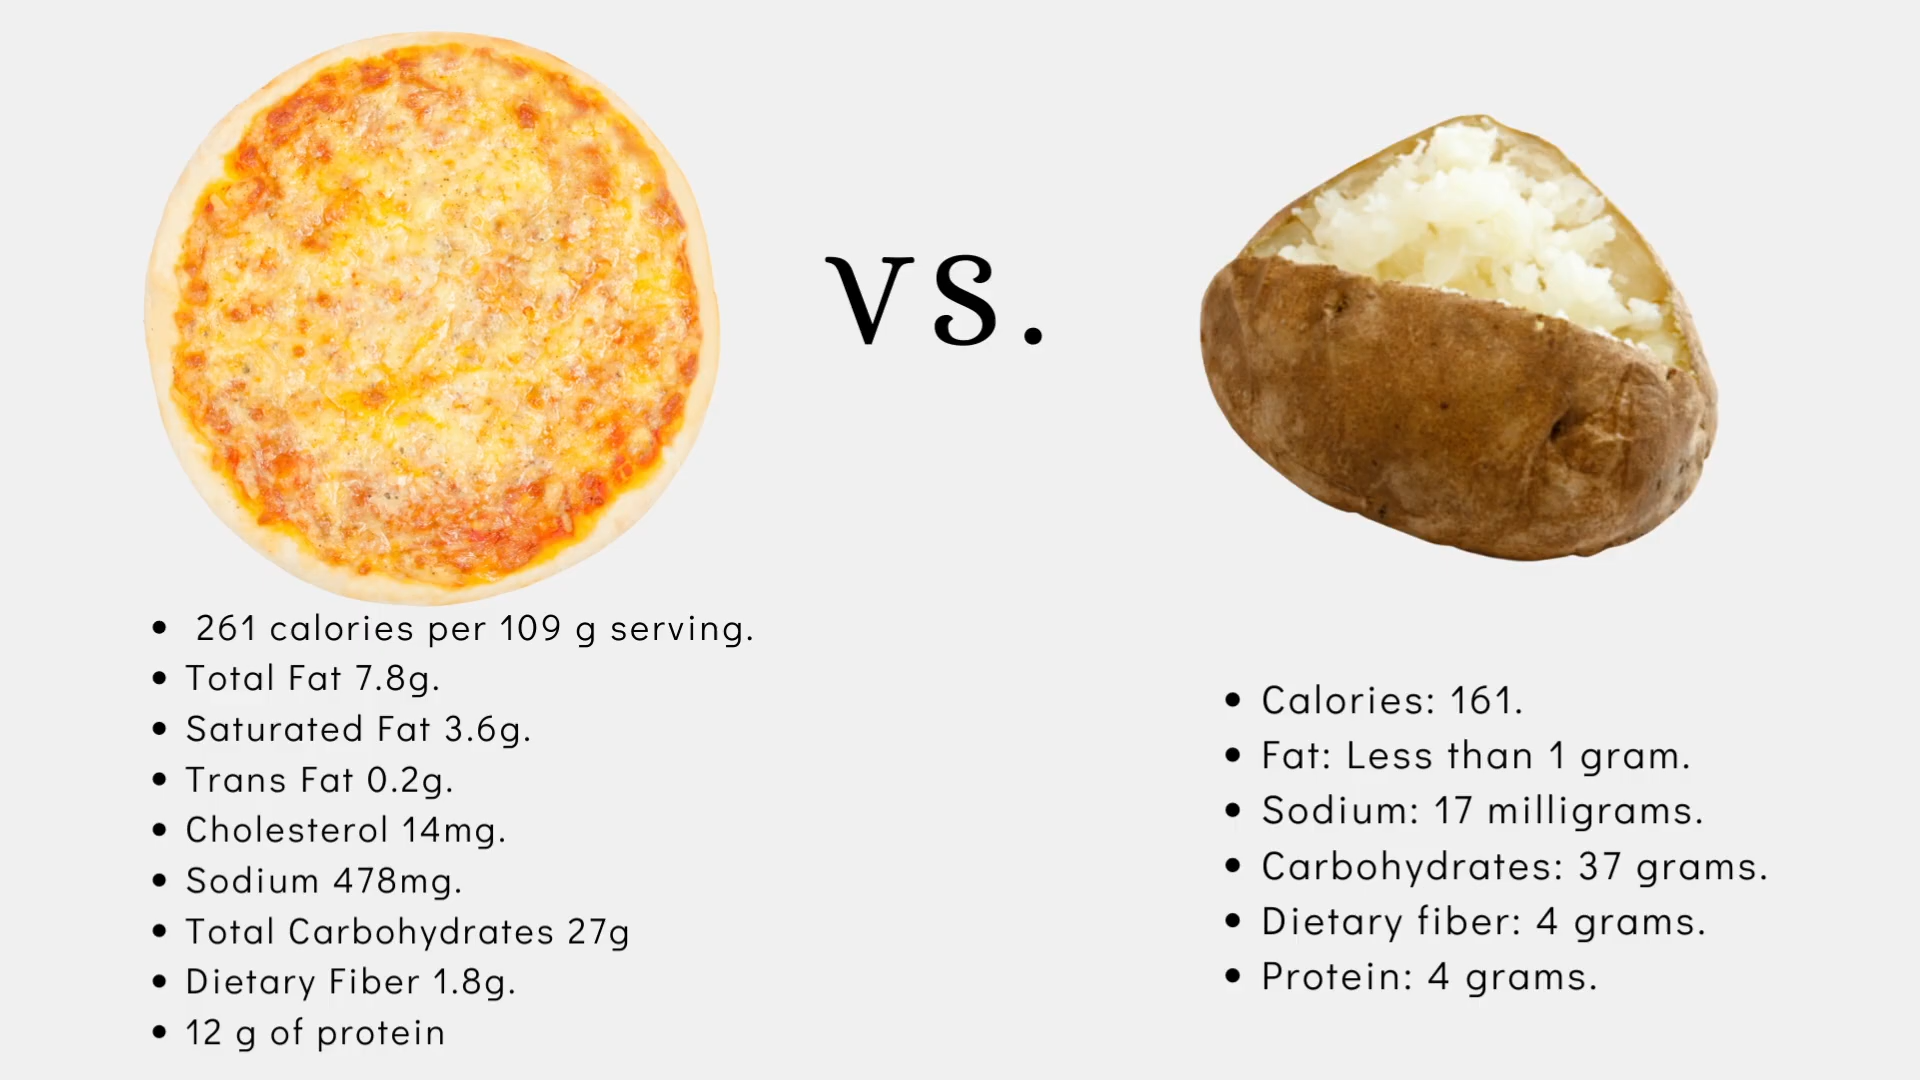 vs.
• 261 calories per 109 g serving.
• Total Fat 7.8g.
• Saturated Fat 3.6g.
• Trans Fat 0.2g.
• Cholesterol 14mg.
• Sodium 478mg.
• Total Carbohydrates 27g
• Dietary Fiber 1.8g.
• 12 g of protein
• Calories: 161.
• Fat: Less than 1 gram.
• Sodium: 17 milligrams.
• Carbohydrates: 37 grams.
• Dietary fiber: 4 grams.
• Protein: 4 grams.